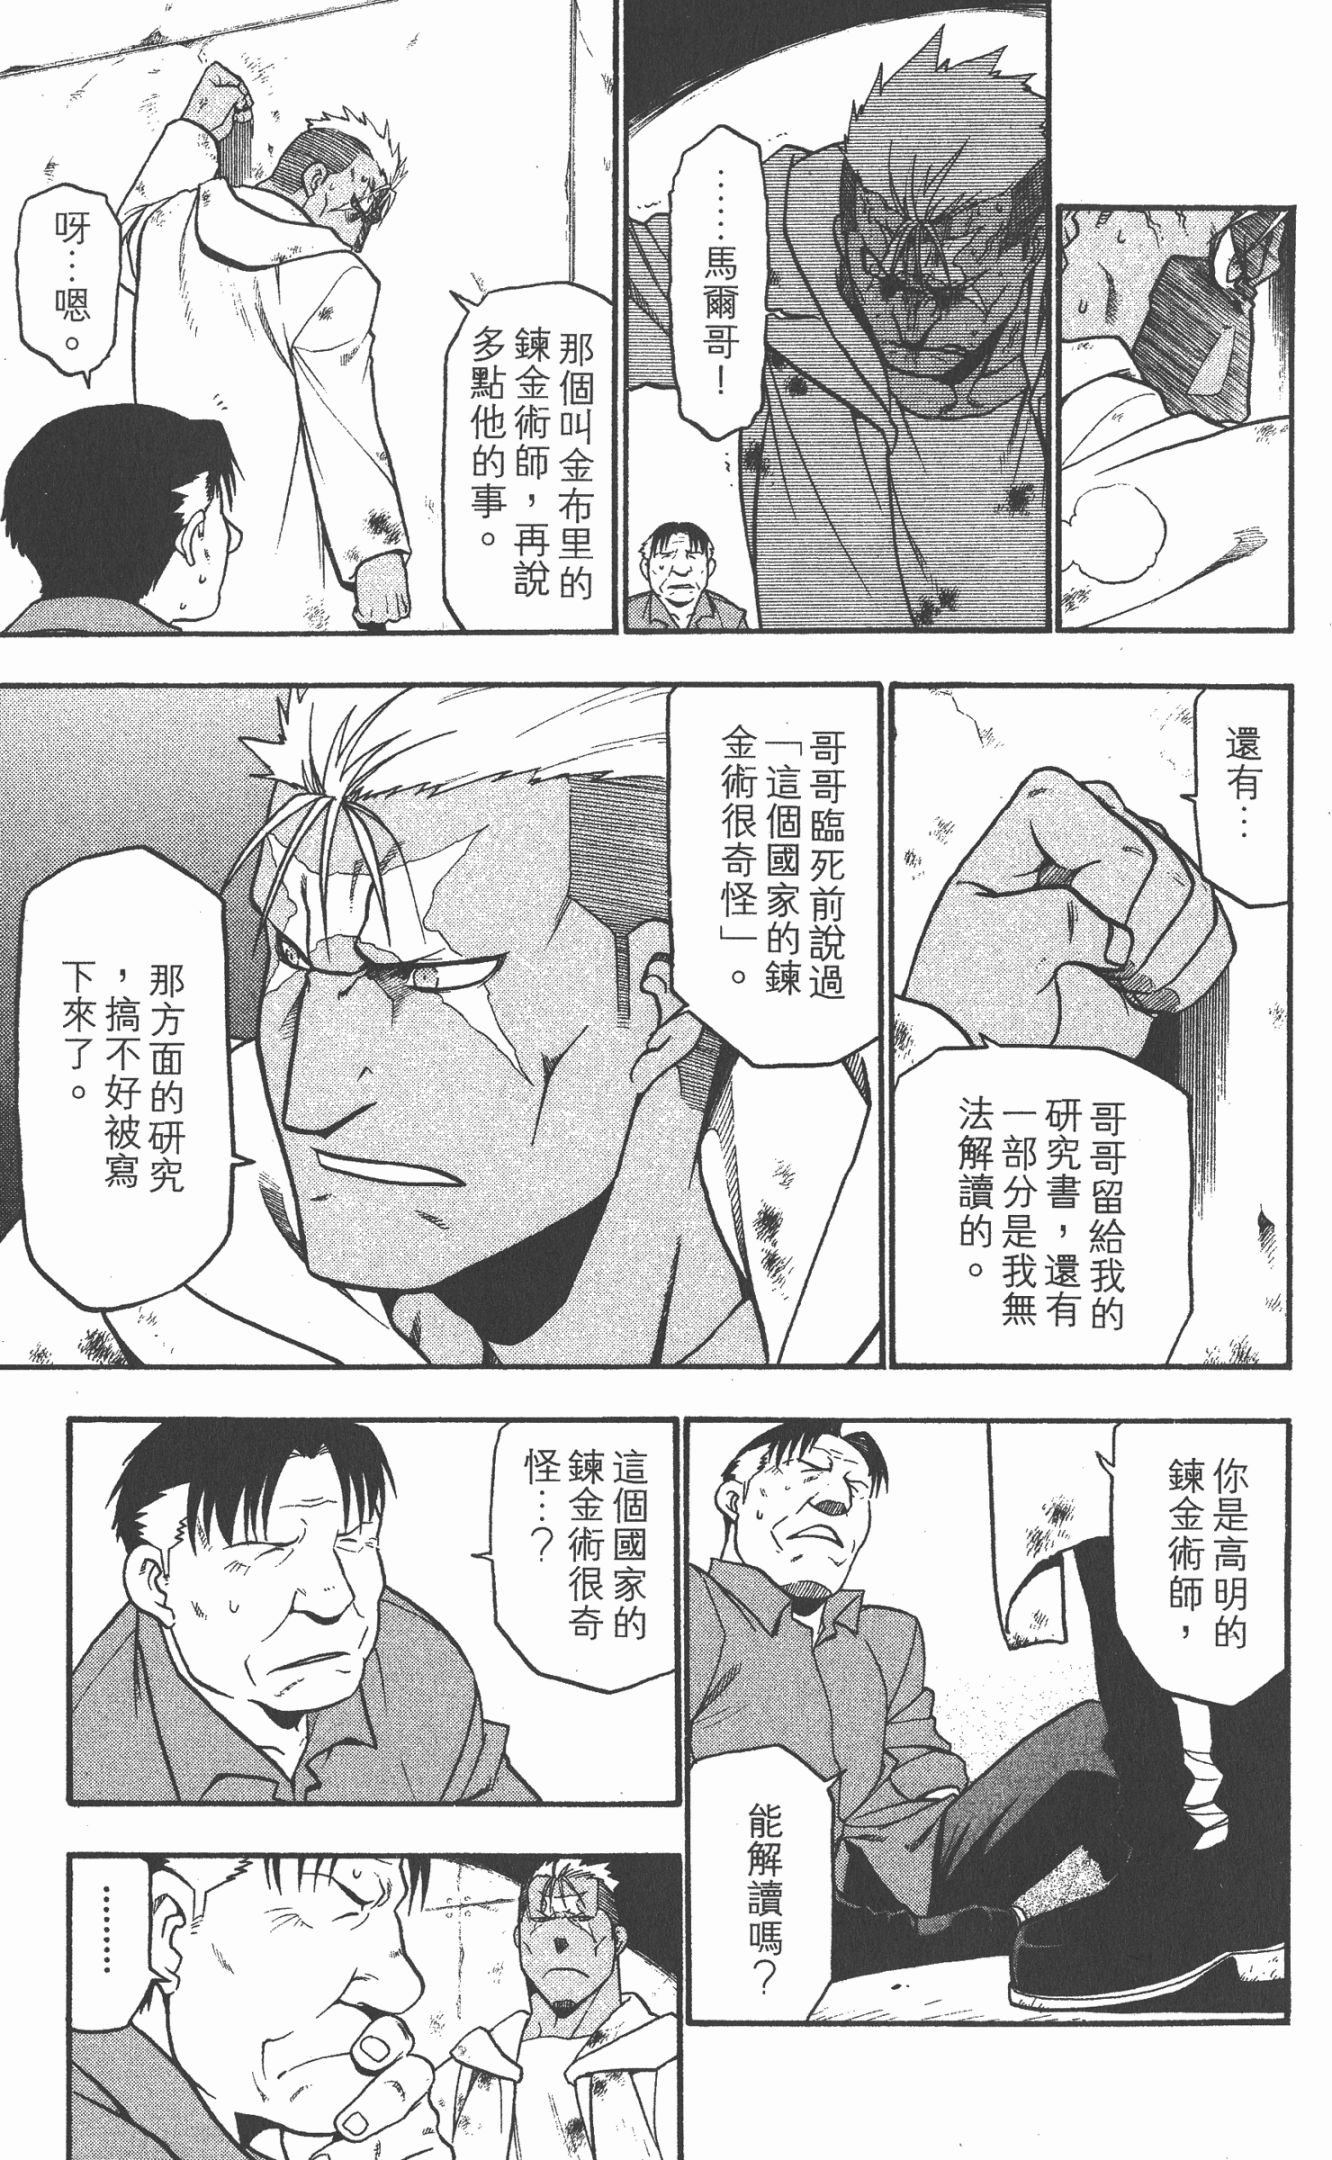 ……馬爾哥！
那個叫金布里的
鍊金術師，再說
多點他的事。
呀…嗯。
還有…
哥哥留給我的
研究書，還有
一部分是我無
法解讀的。
哥哥臨死前說過
「這個國家的鍊
金術很奇怪」。
那方面的研究
，搞不好被寫
下來了。
你是高明的
鍊金術師，
能解讀嗎？
這個國家的
鍊金術很奇
怪…？
………